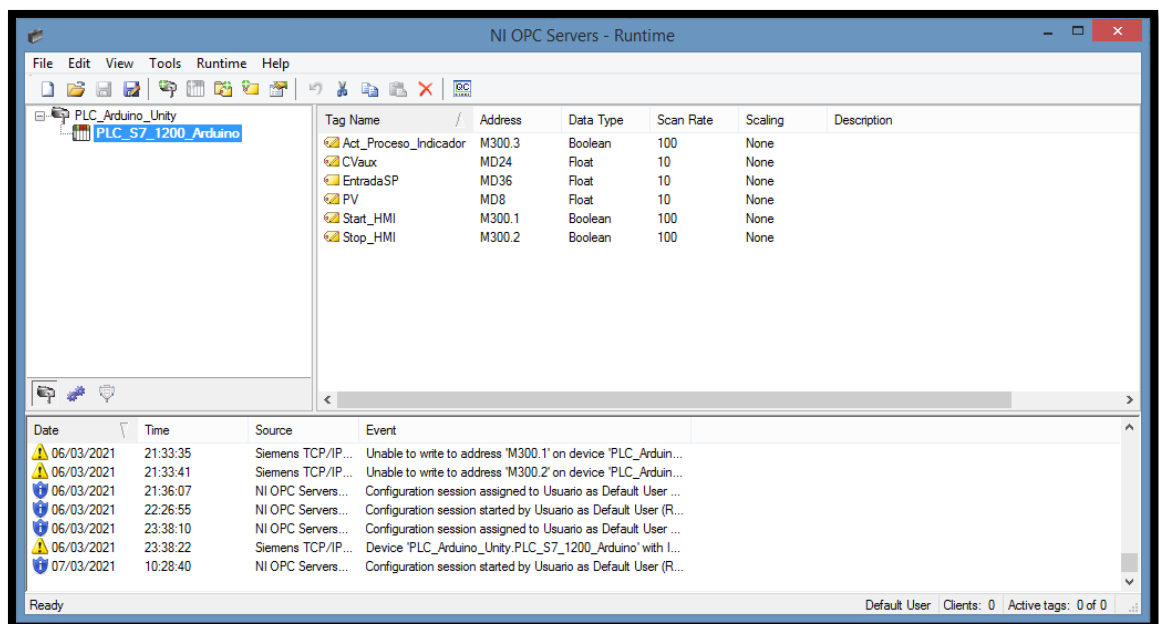 NI OPC Servers - Runtime
File Edit View Tools Runtime Help
PLC_Arduino_Unity
PLC_S7_1200_Arduino
Tag Name Address Data Type Scan Rate Scaling Description
Act_Proceso_Indicador M300.3 Boolean 100 None
CVaux MD24 Float 10 None
EntradaSP MD36 Float 10 None
PV MD8 Float 10 None
Start_HMI M300.1 Boolean 100 None
Stop_HMI M300.2 Boolean 100 None
Date Time Source Event
06/03/2021 21:33:35 Siemens TCP/IP... Unable to write to address 'M300.1' on device 'PLC_Arduin...
06/03/2021 21:33:41 Siemens TCP/IP... Unable to write to address 'M300.2' on device 'PLC_Arduin...
06/03/2021 21:36:07 NI OPC Servers... Configuration session assigned to Usuario as Default User ...
06/03/2021 22:26:55 NI OPC Servers... Configuration session started by Usuario as Default User (R...
06/03/2021 23:38:10 NI OPC Servers... Configuration session assigned to Usuario as Default User ...
06/03/2021 23:38:22 Siemens TCP/IP... Device 'PLC_Arduino_Unity.PLC_S7_1200_Arduino' with I...
07/03/2021 10:28:40 NI OPC Servers... Configuration session started by Usuario as Default User (R...
Ready Default User Clients: 0 Active tags: 0 of 0